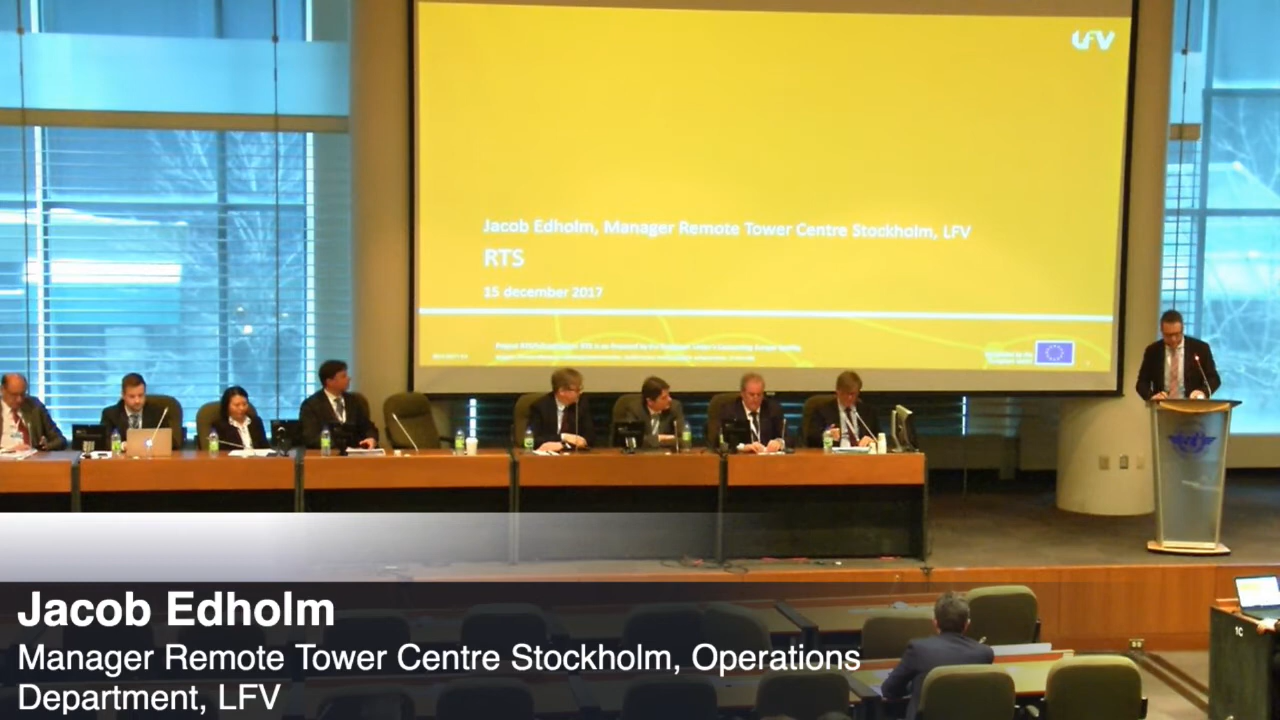 LFV
Jacob Edholm, Manager Remote Tower Centre Stockholm, LFV
RTS
15 december 2017
1C
Jacob Edholm
Manager Remote Tower Centre Stockholm, Operations
Department, LFV